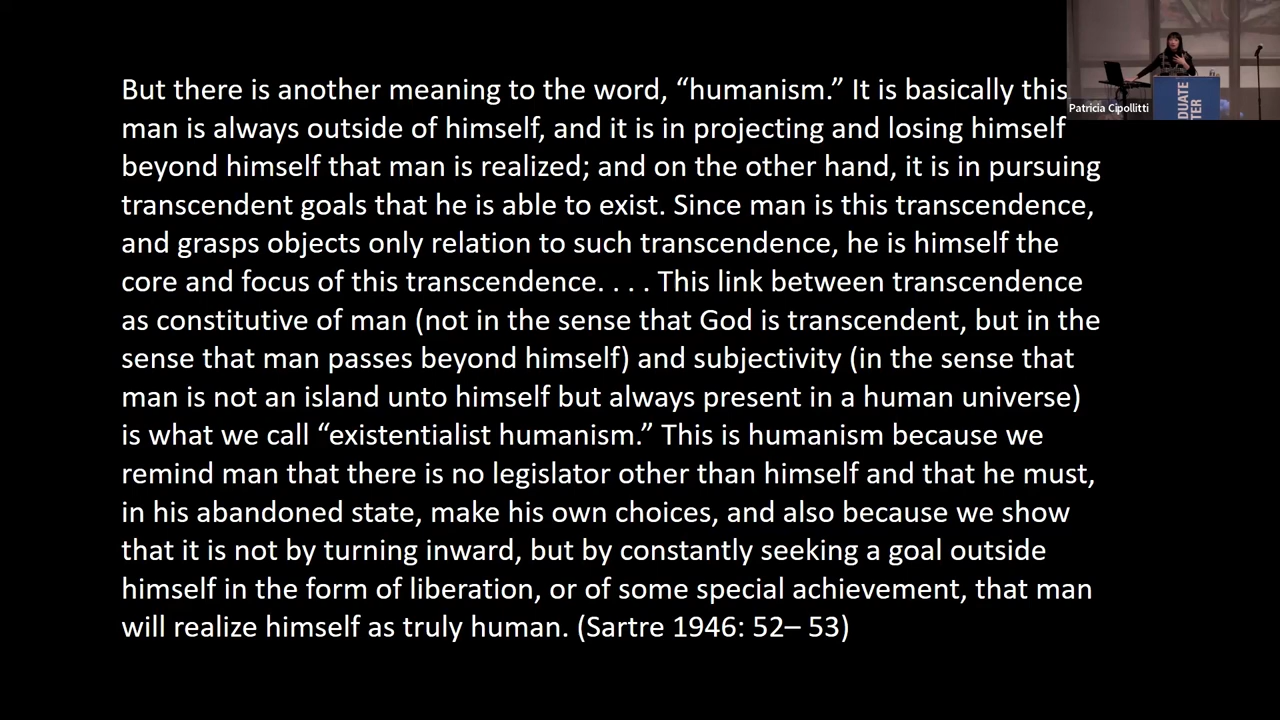 But there is another meaning to the word, “humanism.” It is basically this
man is always outside of himself, and it is in projecting and losing himself
beyond himself that man is realized; and on the other hand, it is in pursuing
transcendent goals that he is able to exist. Since man is this transcendence,
and grasps objects only relation to such transcendence, he is himself the
core and focus of this transcendence. . . . This link between transcendence
as constitutive of man (not in the sense that God is transcendent, but in the
sense that man passes beyond himself) and subjectivity (in the sense that
man is not an island unto himself but always present in a human universe)
is what we call “existentialist humanism.” This is humanism because we
remind man that there is no legislator other than himself and that he must,
in his abandoned state, make his own choices, and also because we show
that it is not by turning inward, but by constantly seeking a goal outside
himself in the form of liberation, or of some special achievement, that man
will realize himself as truly human. (Sartre 1946: 52– 53)
Patricia Cipollitti
DUATE
TER